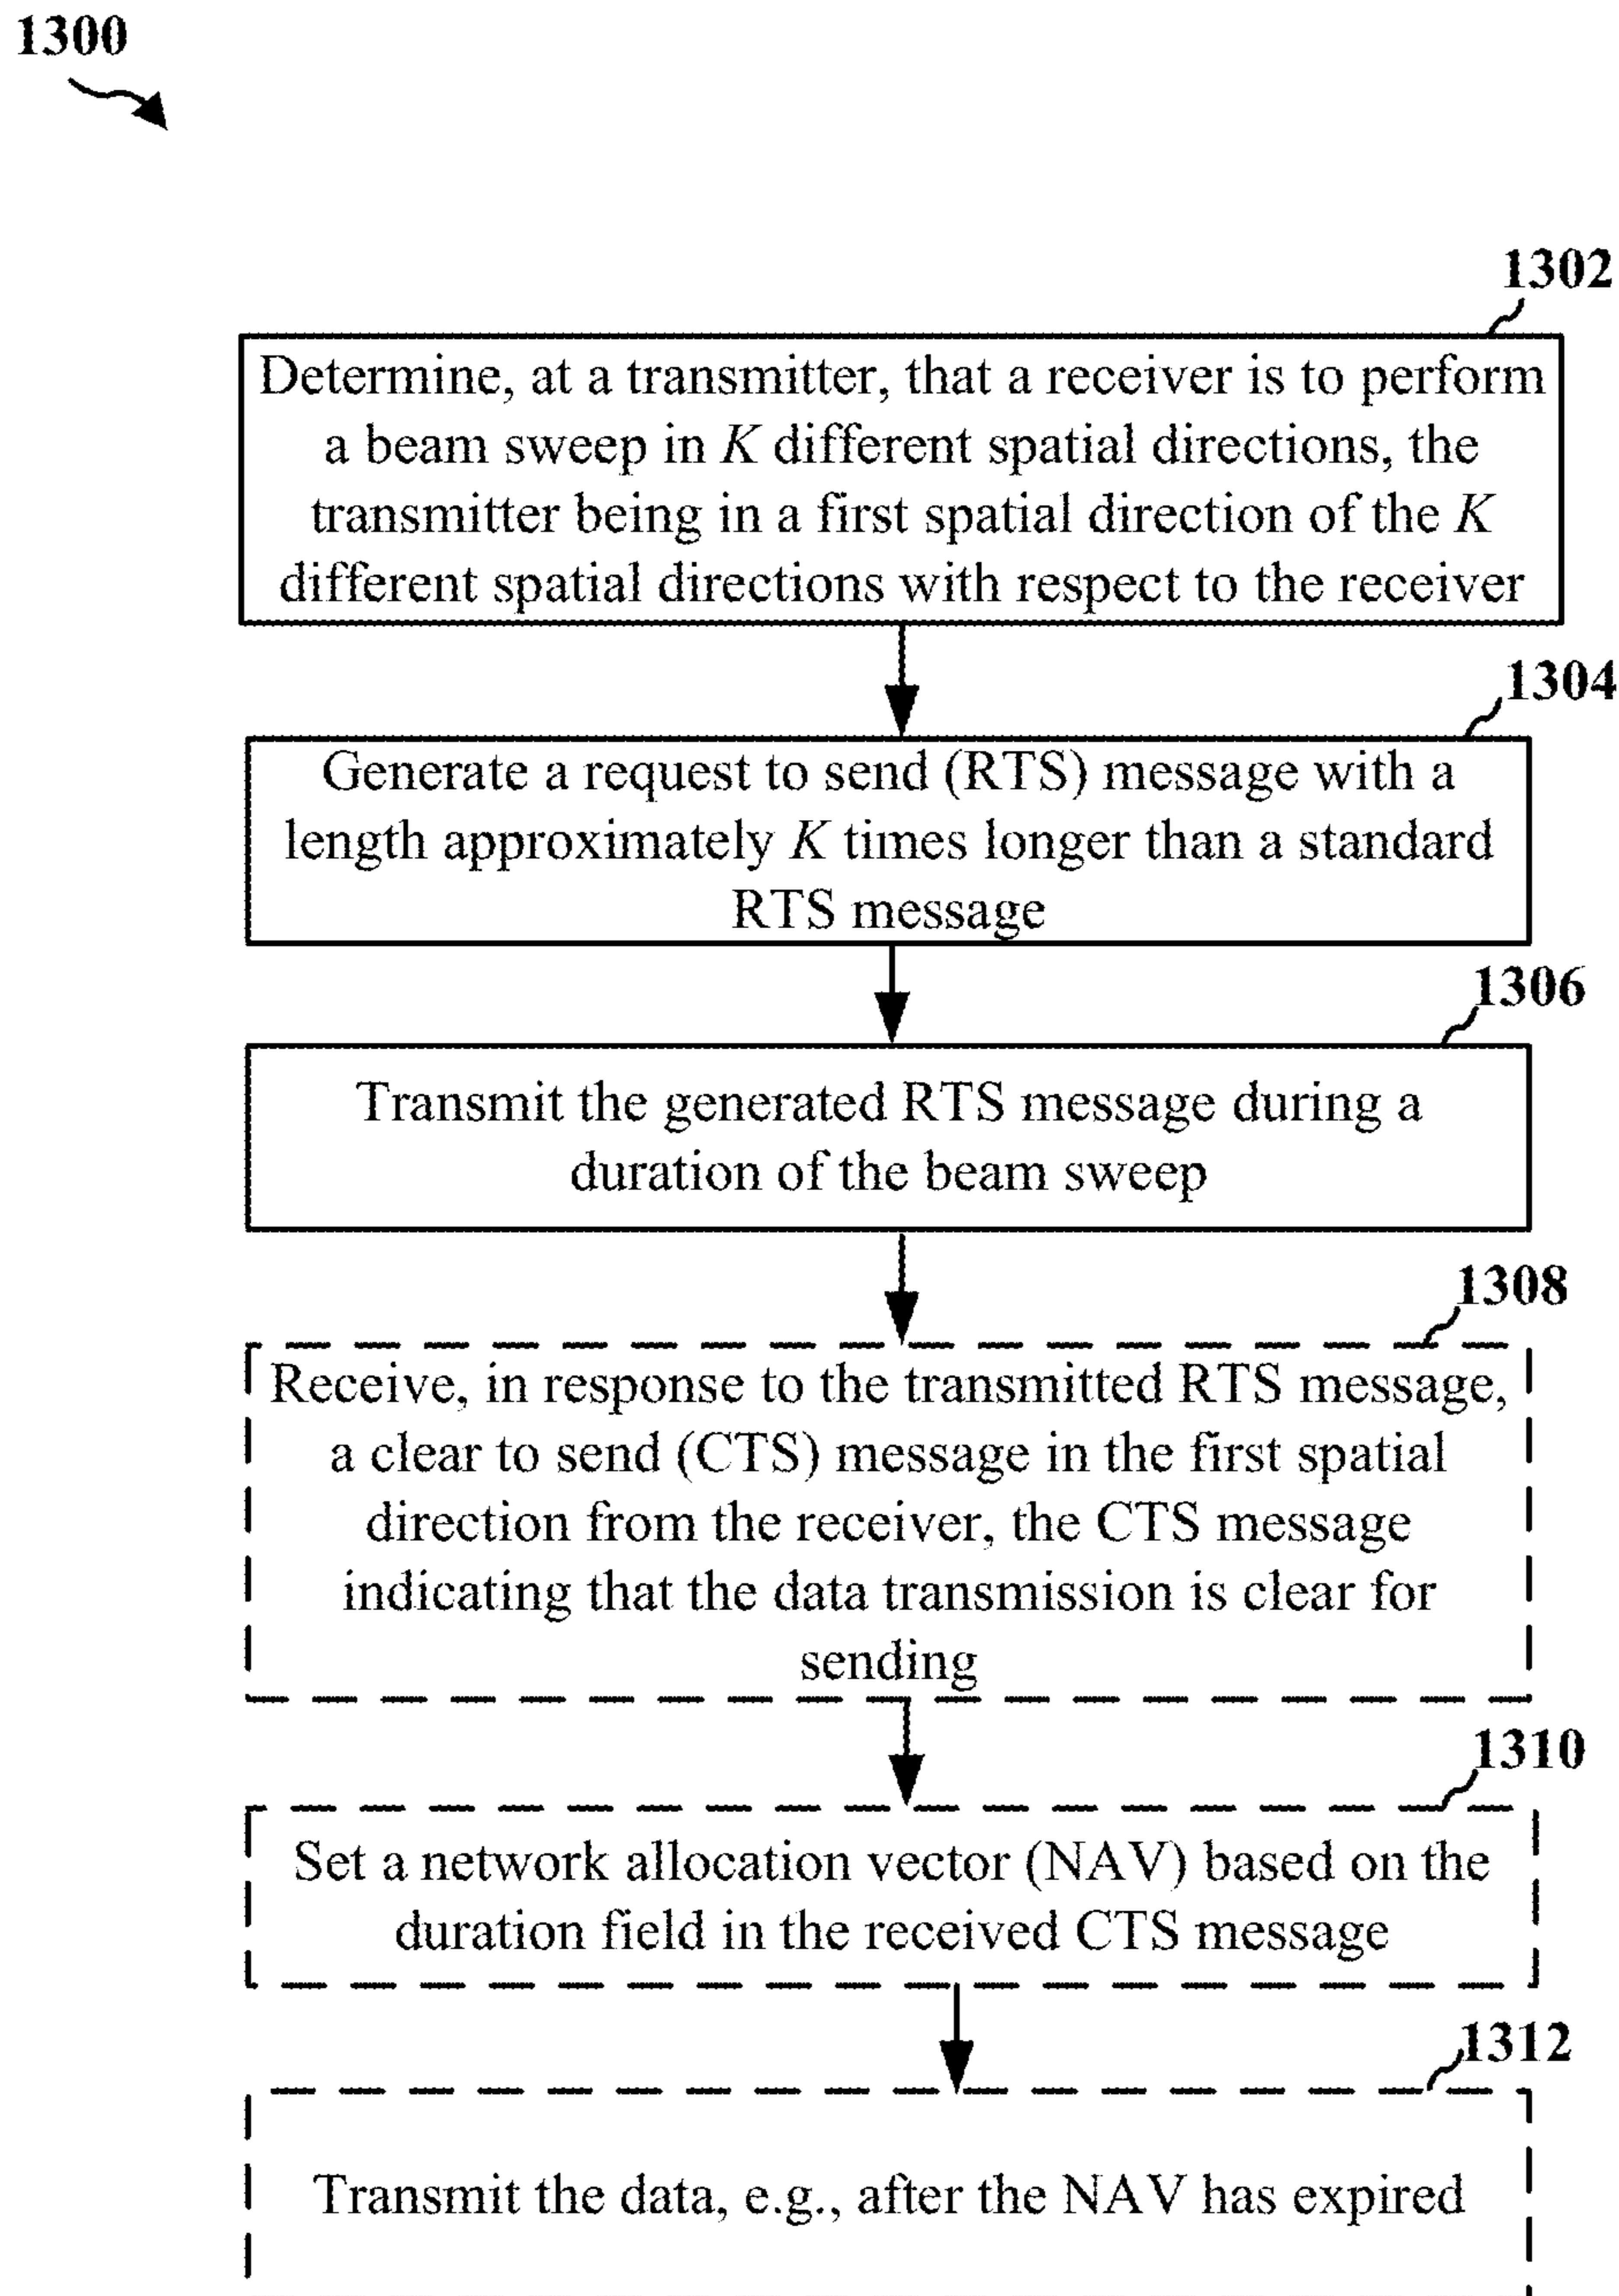 1300
1302
Determine, at a transmitter, that a receiver is to perform
a beam sweep in K different spatial directions, the
transmitter being in a first spatial direction of the K
different spatial directions with respect to the receiver
1304
Generate a request to send (RTS) message with a
length approximately K times longer than a standard
RTS message
1306
Transmit the generated RTS message during a
duration of the beam sweep
1308
Receive, in response to the transmitted RTS message,
a clear to send (CTS) message in the first spatial
direction from the receiver, the CTS message
indicating that the data transmission is clear for
sending
1310
Set a network allocation vector (NAV) based on the
duration field in the received CTS message
1312
Transmit the data, e.g., after the NAV has expired